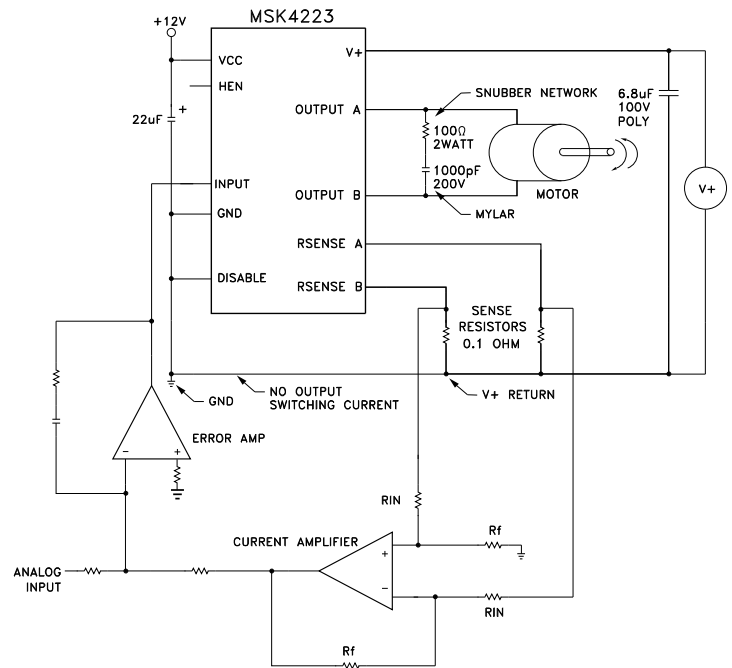 MSK4223
+12V
VCC
V+
HEN
SNUBBER NETWORK
6.8uF
100V
POLY
OUTPUT A
+
22uF
100Ω
2WATT
1000pF
200V
MOTOR
V+
INPUT
OUTPUT B
GND
MYLAR
RSENSE A
DISABLE
RSENSE B
SENSE
RESISTORS
0.1 OHM
GND
NO OUTPUT
SWITCHING CURRENT
V+ RETURN
ERROR AMP
- +
RIN
CURRENT AMPLIFIER
Rf
+
-
ANALOG
INPUT
RIN
Rf